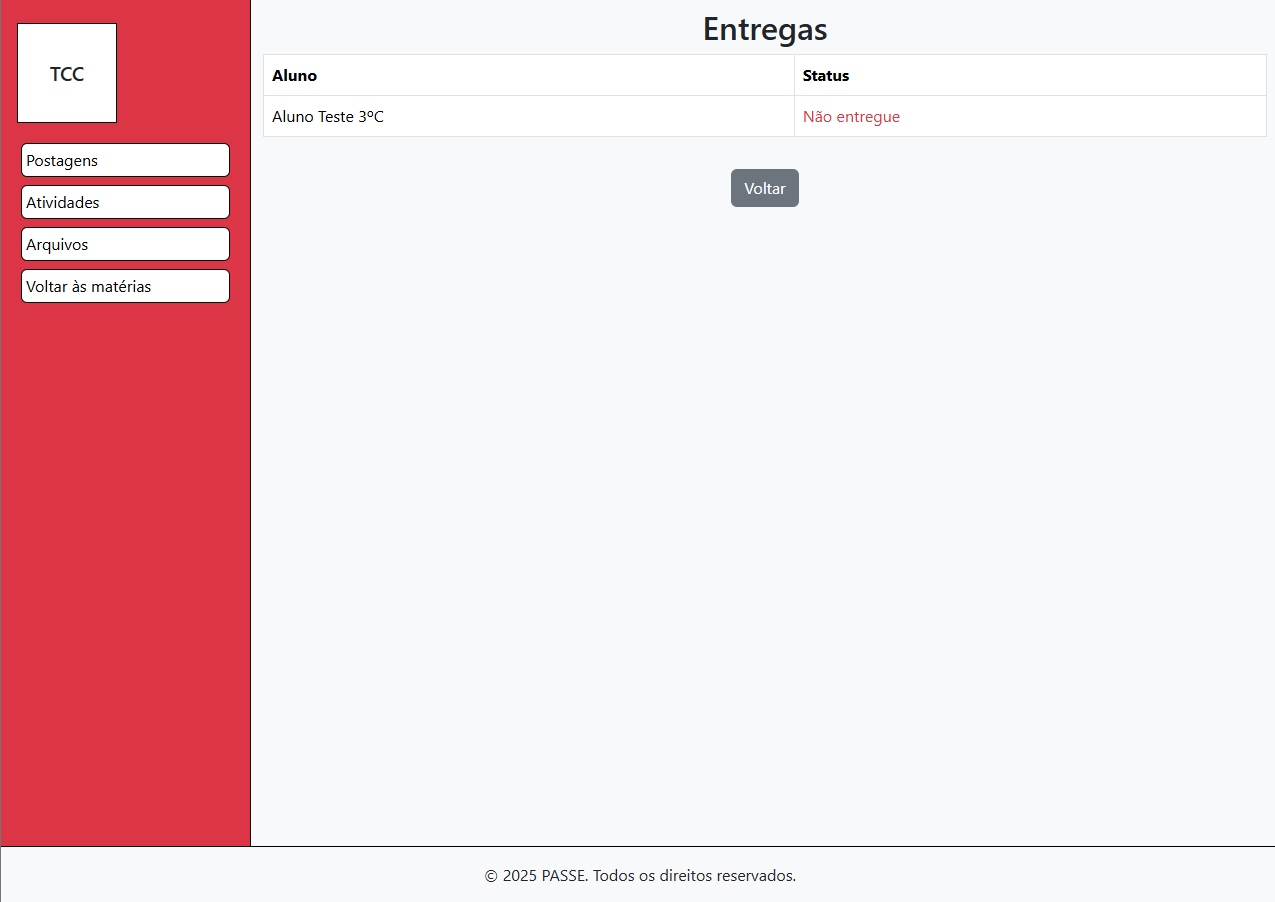 TCC
Postagens
Atividades
Arquivos
Voltar às matérias
Entregas
Aluno Status
Aluno Teste 3ºC Não entregue
Voltar
© 2025 PASSE. Todos os direitos reservados.